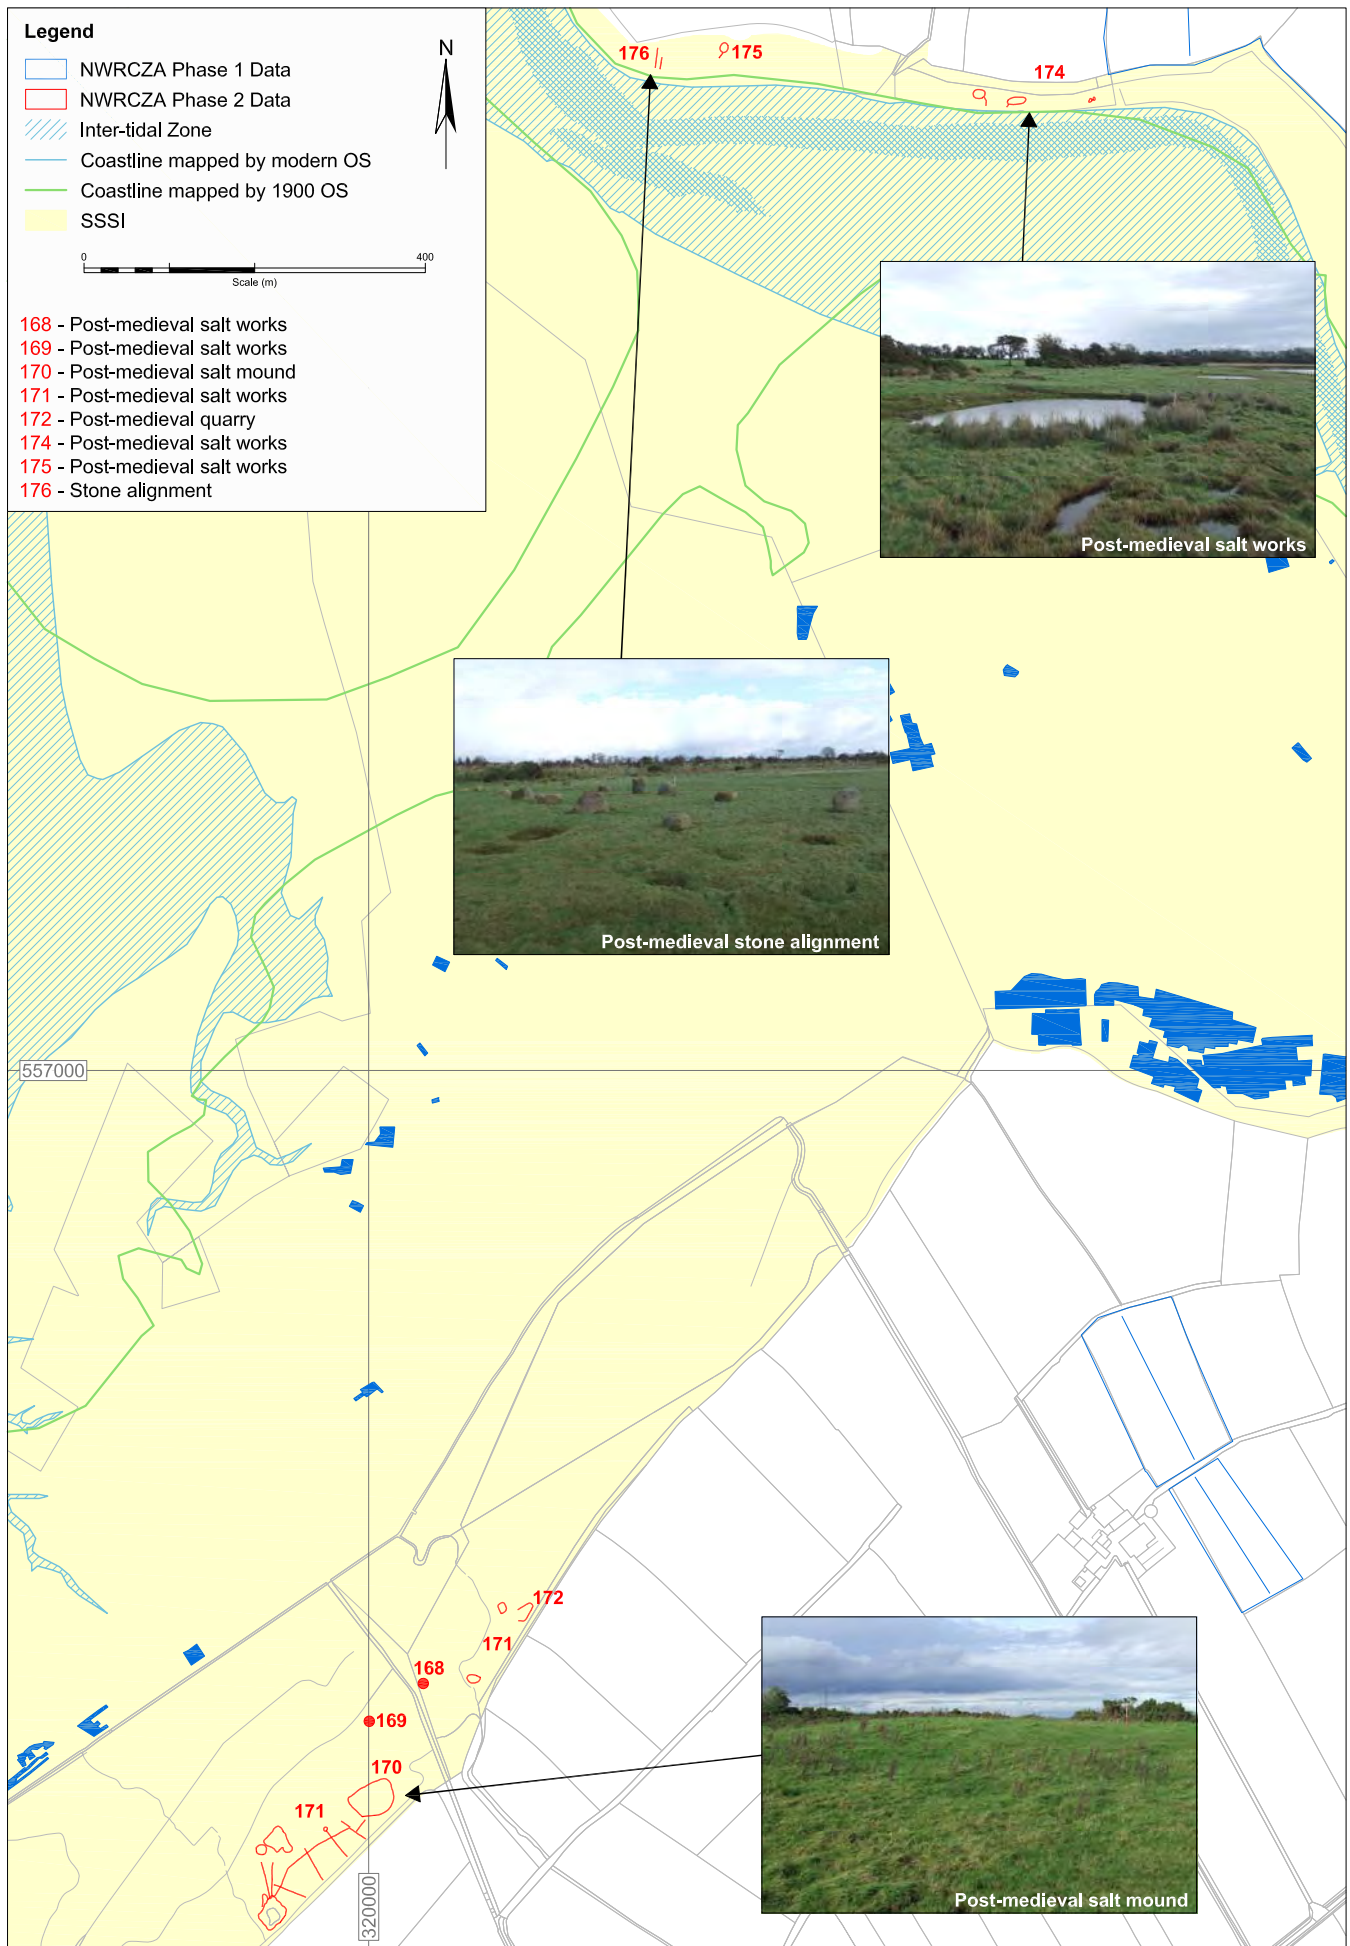 Legend
N
NWRCZA Phase 1 Data
NWRCZA Phase 2 Data
Inter-tidal Zone
Coastline mapped by modern OS
Coastline mapped by 1900 OS
SSSI
0 400
Scale (m)
168 - Post-medieval salt works
169 - Post-medieval salt works
170 - Post-medieval salt mound
171 - Post-medieval salt works
172 - Post-medieval quarry
174 - Post-medieval salt works
175 - Post-medieval salt works
176 - Stone alignment
176
175
174
Post-medieval salt works
Post-medieval stone alignment
557000
172
171
168
169
170
171
Post-medieval salt mound
320000